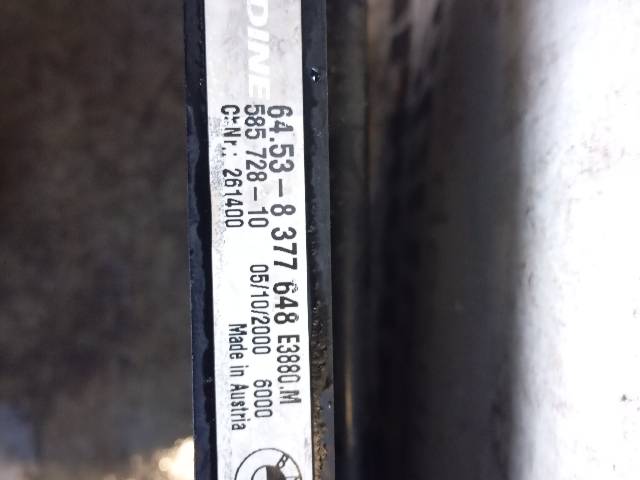 DINE
64.53-8 377 648 E3880.M
585 728-10 05/10/2000 6000
Ch-Nr.: 261400 Made in Austria